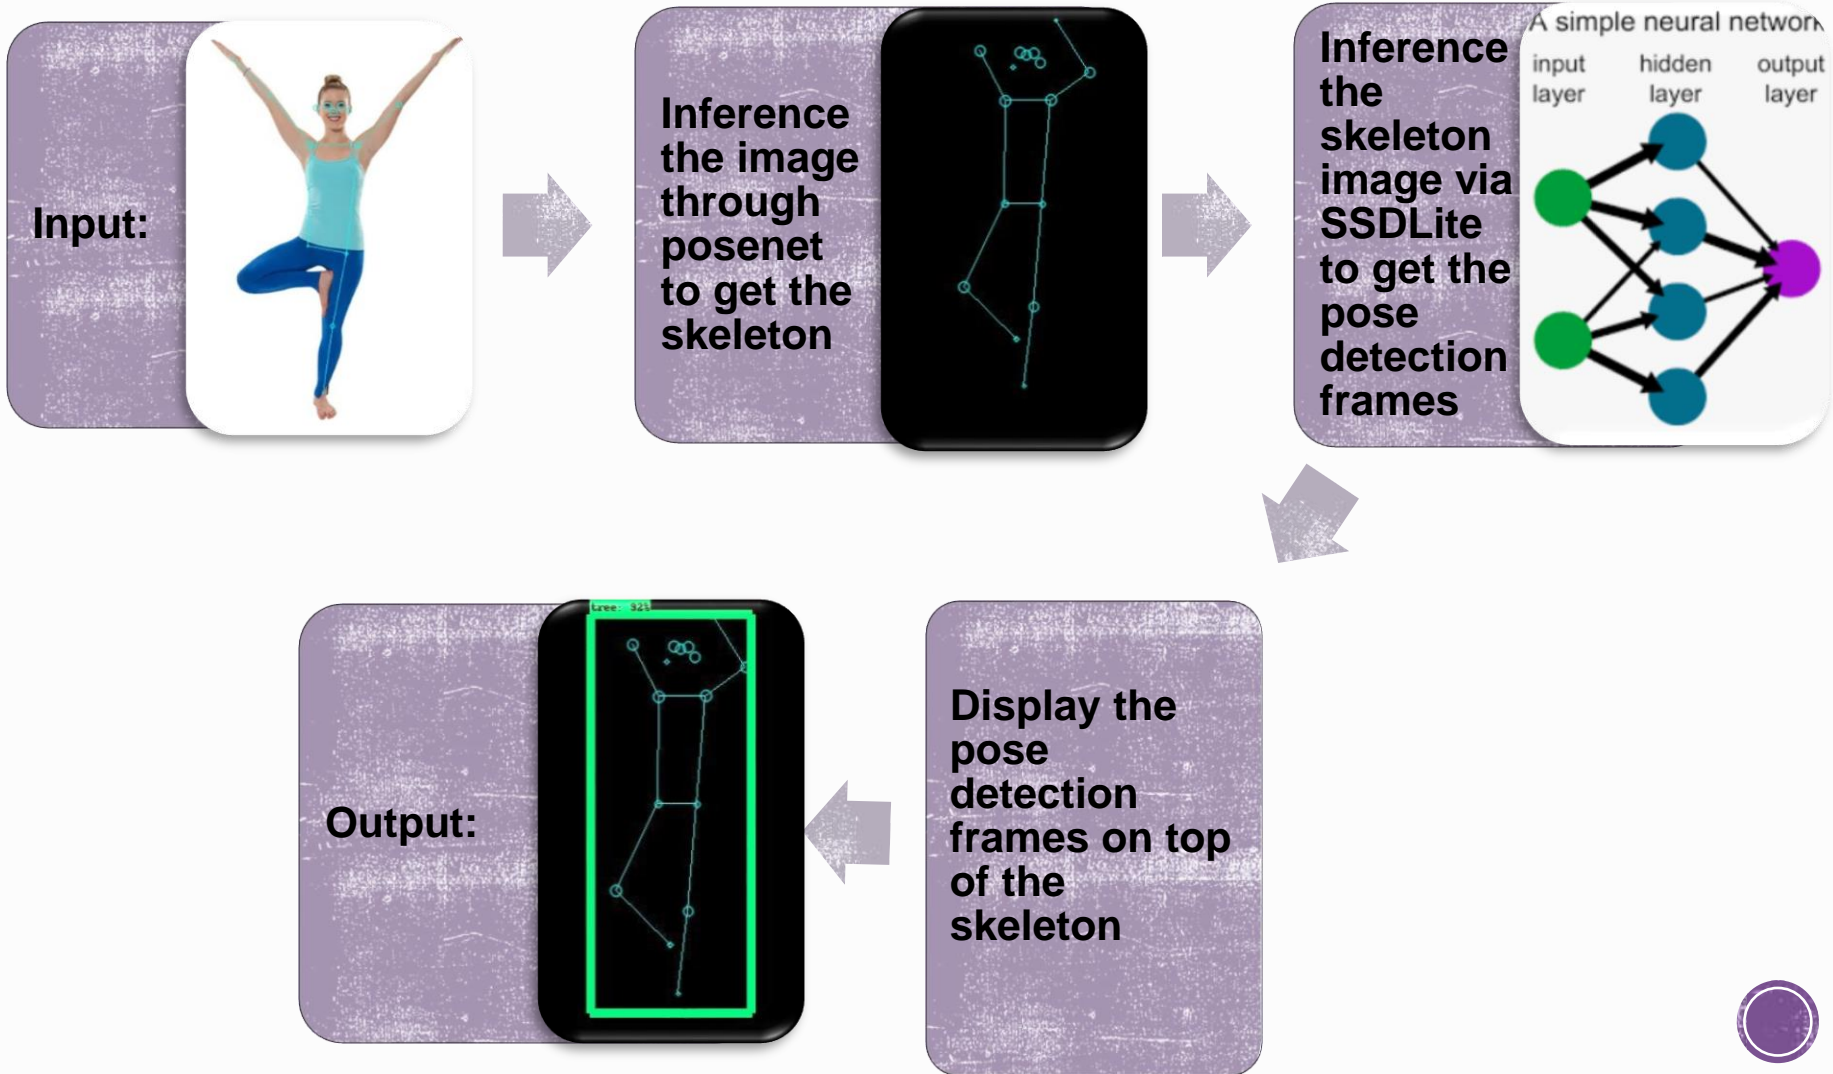 Input:
Inference
the image
through
posenet
to get the
skeleton
Inference
the
skeleton
image via
SSDLite
to get the
pose
detection
frames
A simple neural network
input
layer
hidden
layer
output
layer
Display the
pose
detection
frames on top
of the
skeleton
Output:
tree: 92%